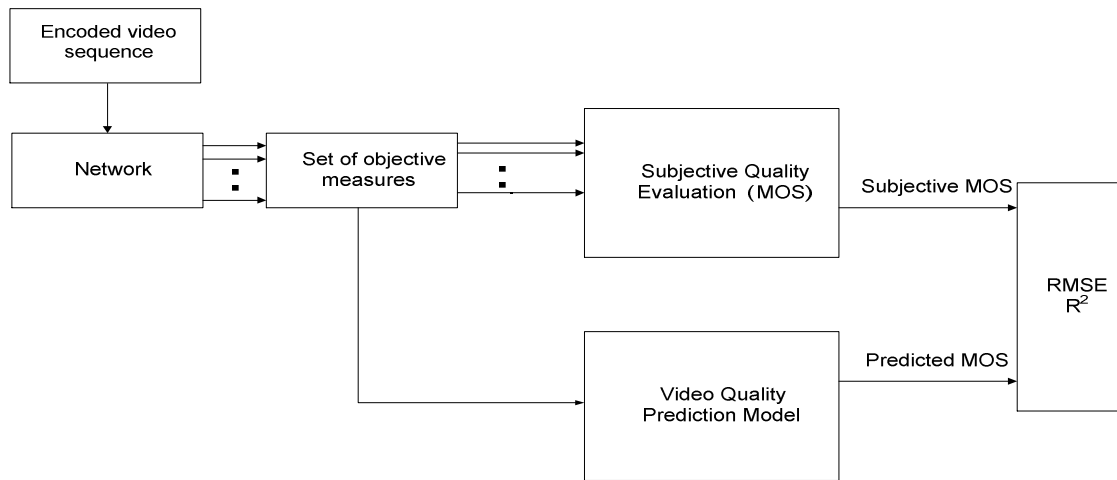 Encoded video
sequence
Network
Set of objective
measures
Subjective Quality
Evaluation (MOS)
Subjective MOS
RMSE
R²
Predicted MOS
Video Quality
Prediction Model